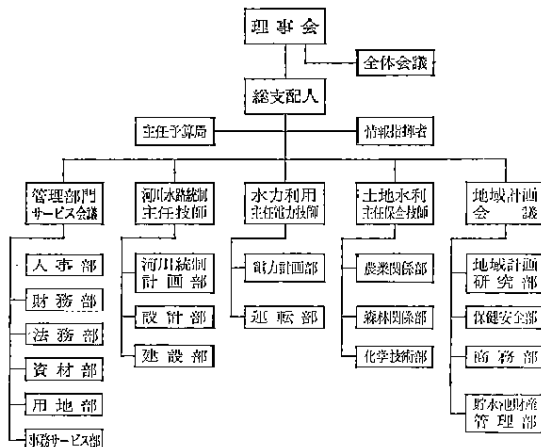 理事会
全体会議
総支配人
主任予算局
情報指揮者
管理部門
サービス会議
河川水路統制
主任技師
水力利用
主任電力技師
土地水利
主任保全技師
地域計画
会議
人事部
財務部
法務部
資材部
用地部
事務サービス部
河川統制
計画部
設計部
建設部
電力計画部
運転部
農業関係部
森林関係部
化学技術部
地域計画
研究部
保健安全部
商務部
貯水池財産
管理部